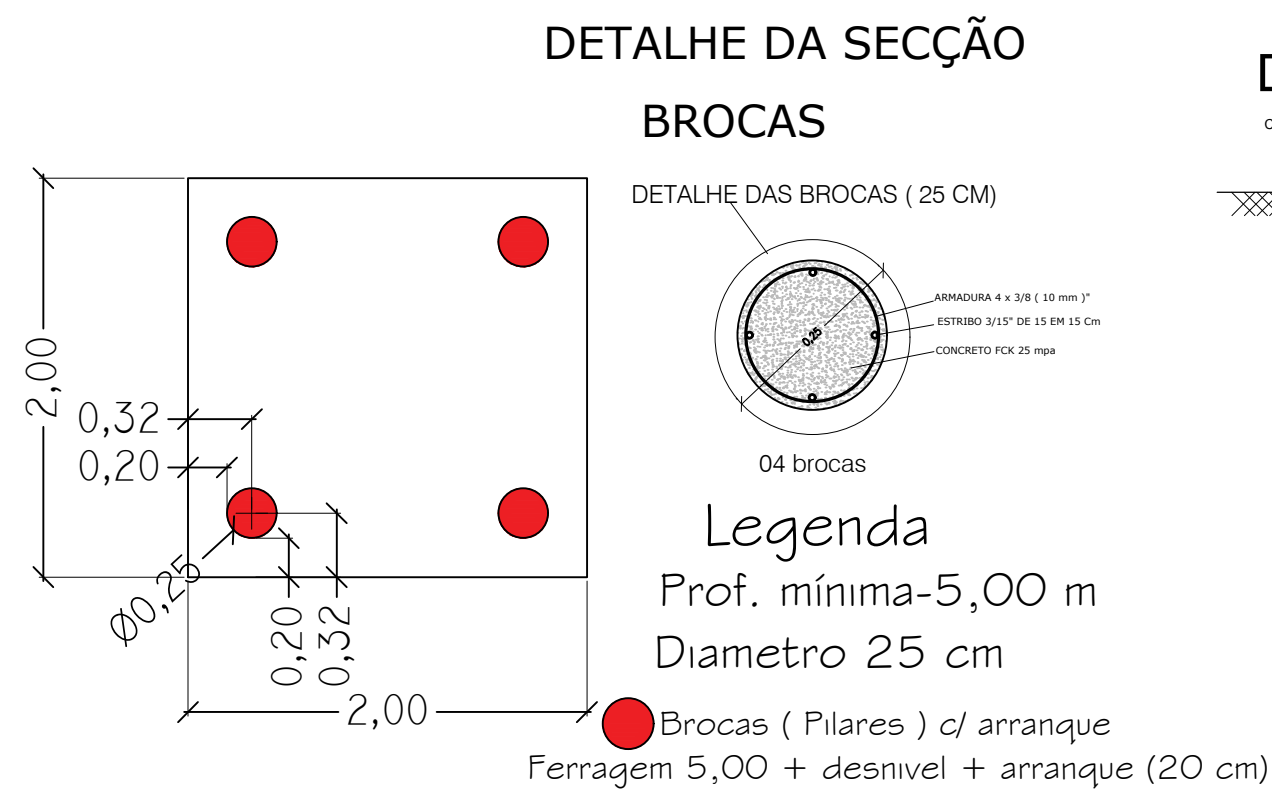 DETALHE DA SECÇÃO
BROCAS
DETALHE DAS BROCAS ( 25 CM)
0,25
ARMADURA 4 x 3/8 ( 10 mm )"
ESTRIBO 3/15" DE 15 EM 15 Cm
CONCRETO FCK 25 mpa
04 brocas
2,00
0,32
0,20
Ø0,25
0,20
0,32
2,00
Legenda
Prof. mínima-5,00 m
Diametro 25 cm
Brocas ( Pilares ) c/ arranque
Ferragem 5,00 + desnivel + arranque (20 cm)